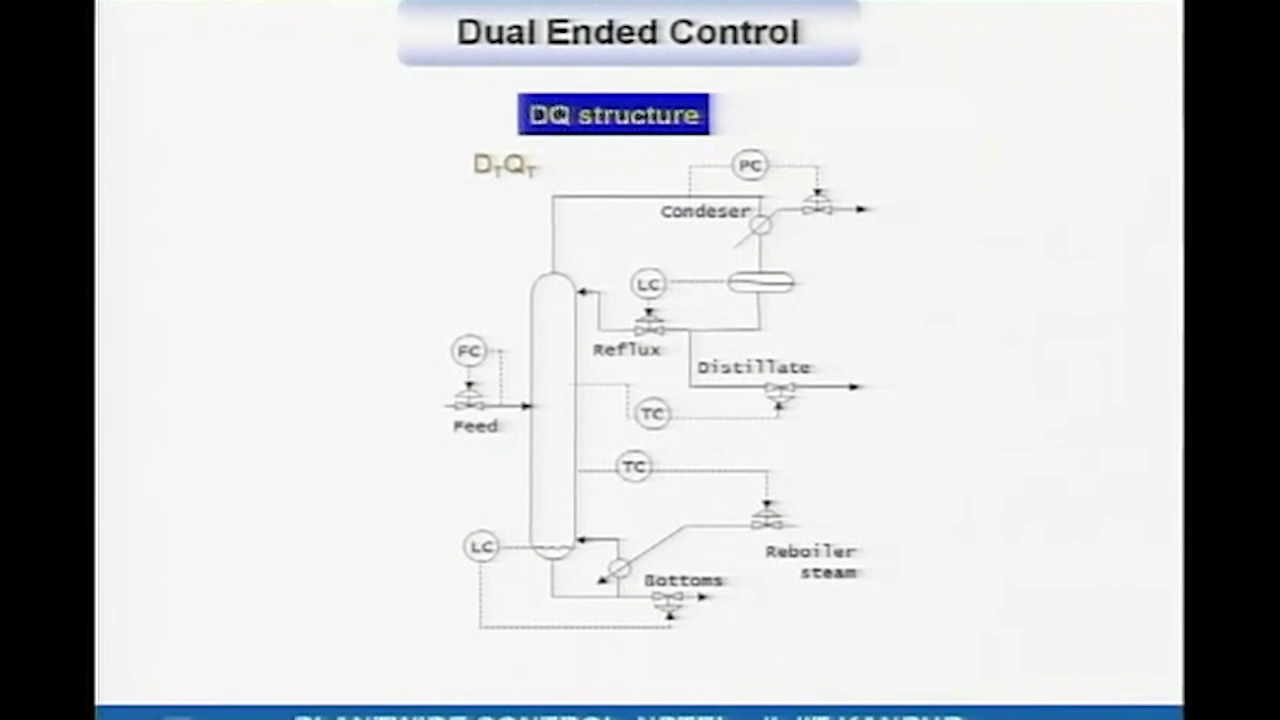 Dual Ended Control
DQ structure
DTQT
PC
Condeser
LC
Reflux
FC
Distillate
TC
Feed
TC
LC
Reboiler
steam
Bottoms